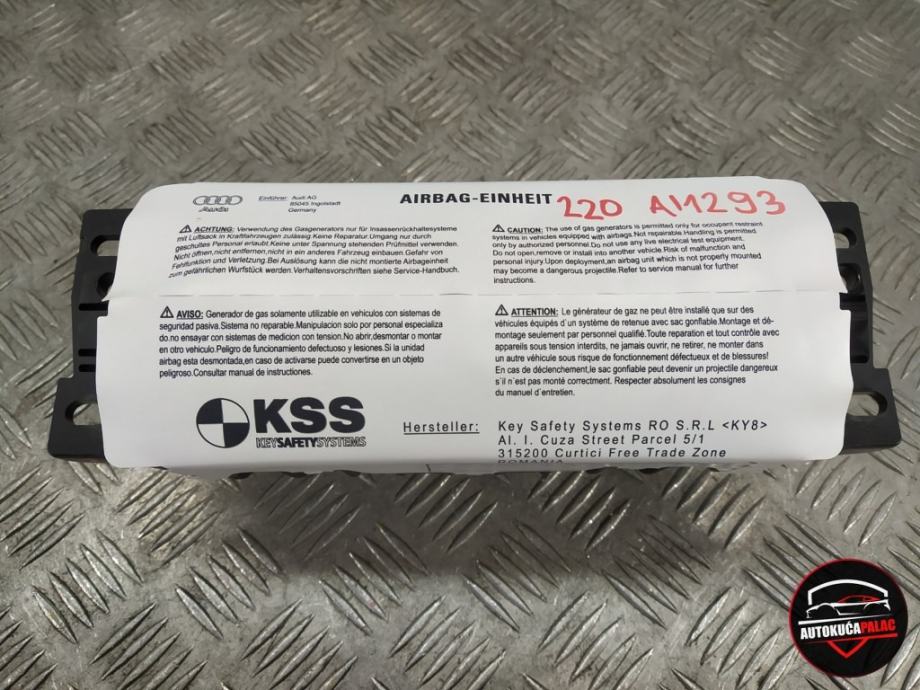 Audi
Einführer: Audi AG
85045 Ingolstadt
Germany
AIRBAG-EINHEIT
220 AM1293
ACHTUNG: Verwendung des Gasgenerators nur für Insassenrückhaltesysteme
mit Luftsack in Kraftfahrzeugen zulässig Keine Reparatur.Umgang nur durch
geschultes Personal erlaubt.Keine unter Spannung stehenden Prüfmittel verwenden.
Nicht öffnen,nicht entfernen,nicht in ein anderes Fahrzeug einbauen.Gefahr von
Fehlfunktion und Verletzung.Bei Auslösung kann die nicht montierte Airbageinheit
zum gefährlichen Wurfstück werden.Verhaltensvorschriften siehe Service-Handbuch.
CAUTION: The use of gas generators is permitted only for occupant restraint
systems in vehicles equipped with airbags.Not reparable.Handling is permitted
only by authorized personnel.Do not use any live electrical test equipment.
Do not open,remove or install into another vehicle.Risk of malfunction and
personal injury.Upon deployment,an airbag unit which is not properly mounted
may become a dangerous projectile.Refer to service manual for further
instructions.
AVISO: Generador de gas solamente utilizable en vehiculos con sistemas de
seguridad pasiva.Sistema no reparable.Manipulacion solo por personal especializa
do.no ensayar con sistemas de medicion con tension.No abrir,desmontar o montar
en otro vehiculo.Peligro de funcionamiento defectuoso y lesiones.Si la unidad
airbag esta desmontada,en caso de activarse puede convertirse en un objeto
peligroso.Consultar manual de instrucciones.
ATTENTION: Le générateur de gaz ne peut être installé que sur des
véhicules équipés d'un système de retenue avec sac gonflable.Montage et dé-
montage seulement par personnel qualifié.Toute reparation et tout contrôle avec
appareils sous tension interdits, ne jamais ouvrir, ne retirer, ne monter dans
un autre véhicule sous risque de fonctionnement défectueux et de blessures!
En cas de déclenchement,le sac gonflable peut devenir un projectile dangereux
s'il n'est pas monté correctment. Respecter absolument les consignes
du manuel d'entretien.
KSS
KEYSAFETYSYSTEMS
Hersteller:
Key Safety Systems RO S.R.L <KY8>
Al. I. Cuza Street Parcel 5/1
315200 Curtici Free Trade Zone
ROMANIA
AUTOKUĆAPALAC